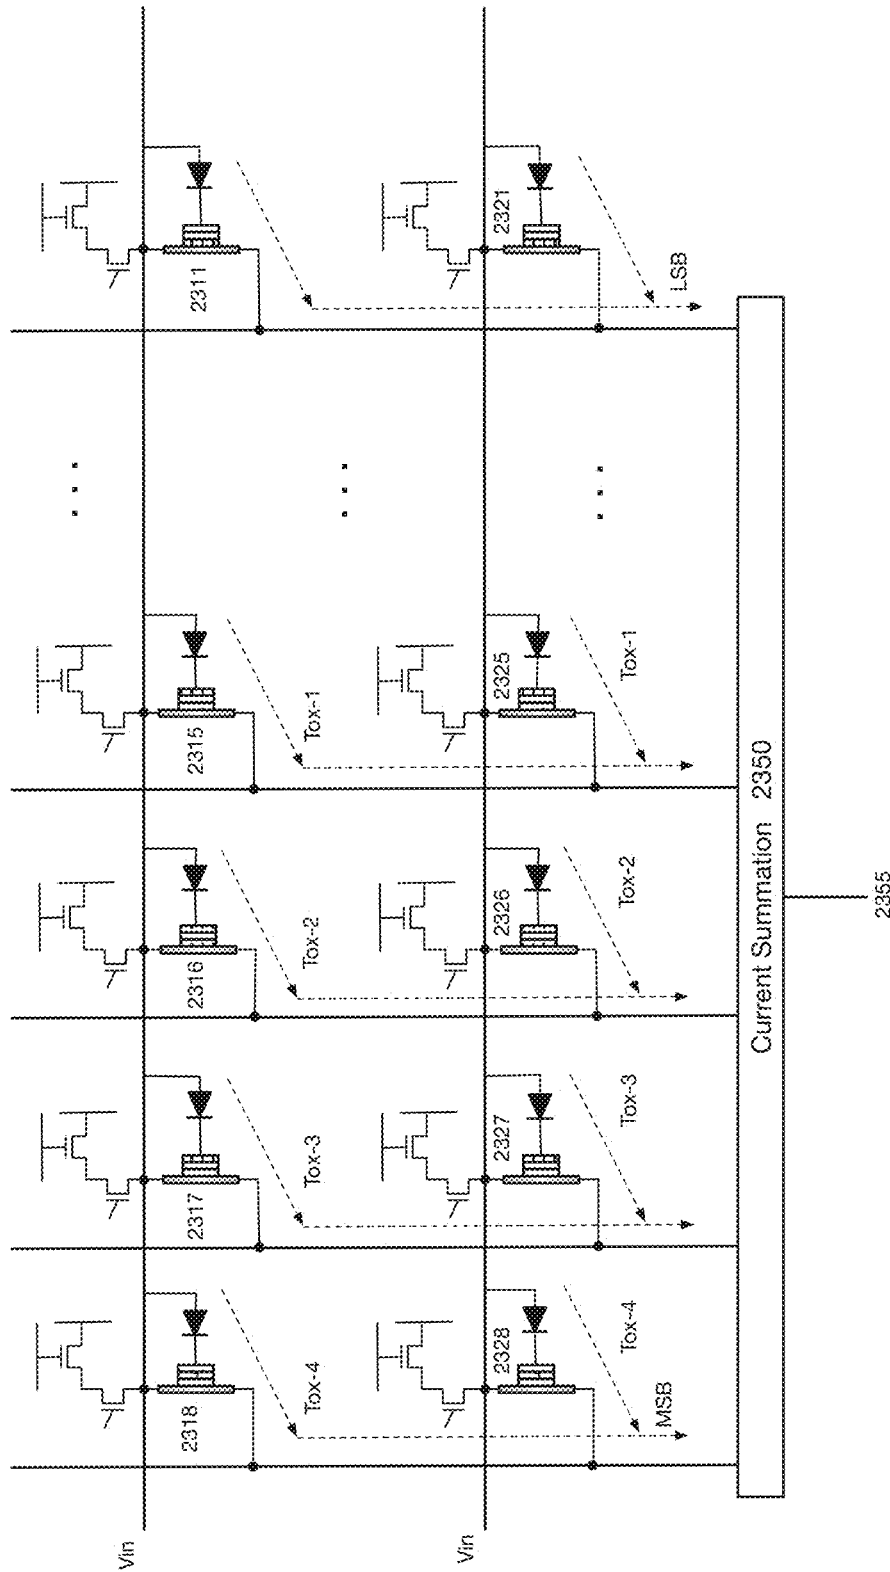 Vin
2318
Tox-4
2317
Tox-3
2316
Tox-2
2315
Tox-1
2311
Vin
2328
Tox-4
MSB
2327
Tox-3
2326
Tox-2
2325
Tox-1
2321
LSB
Current Summation 2350
2355